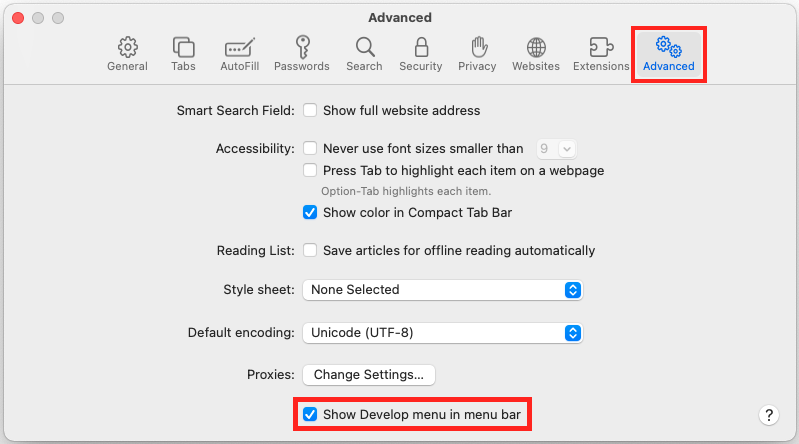 Advanced
General Tabs AutoFill Passwords Search Security Privacy Websites Extensions Advanced
Smart Search Field: Show full website address
Accessibility: Never use font sizes smaller than 9
Press Tab to highlight each item on a webpage
Option-Tab highlights each item.
Show color in Compact Tab Bar
Reading List: Save articles for offline reading automatically
Style sheet: None Selected
Default encoding: Unicode (UTF-8)
Proxies: Change Settings...
Show Develop menu in menu bar
?